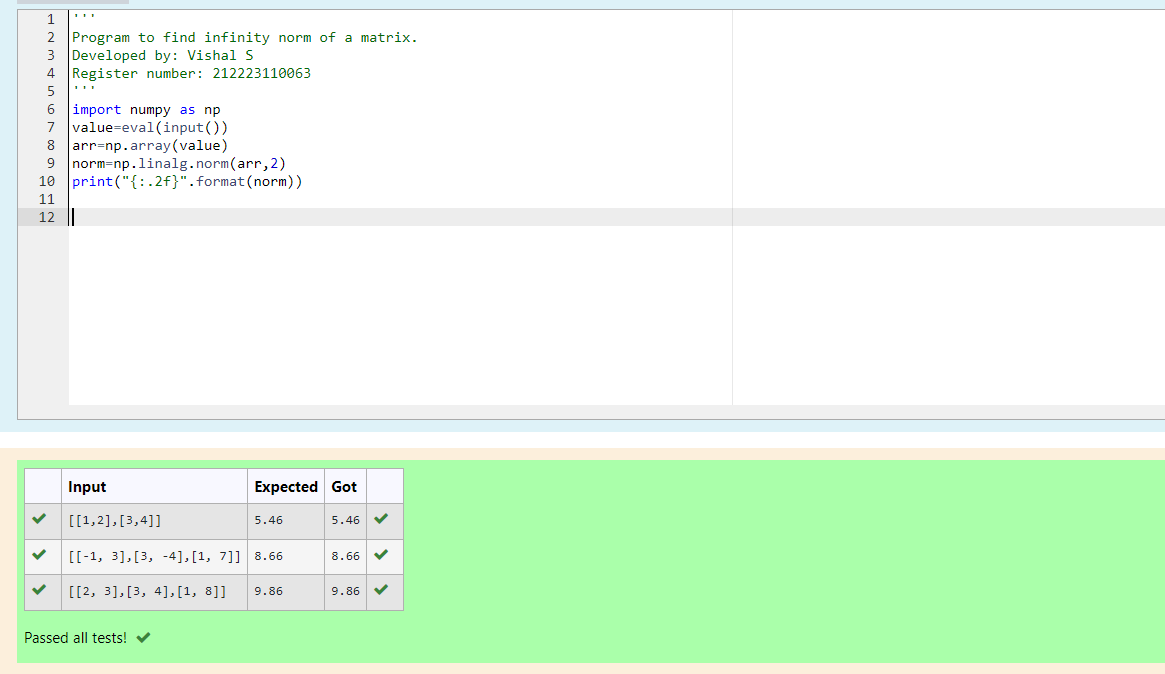 1 '''
2 Program to find infinity norm of a matrix.
3 Developed by: Vishal S
4 Register number: 212223110063
5 '''
6 import numpy as np
7 value=eval(input())
8 arr=np.array(value)
9 norm=np.linalg.norm(arr,2)
10 print("{:.2f}".format(norm))
11
12
Input Expected Got
[[1,2],[3,4]] 5.46 5.46
[[-1, 3],[3, -4],[1, 7]] 8.66 8.66
[[2, 3],[3, 4],[1, 8]] 9.86 9.86
Passed all tests!